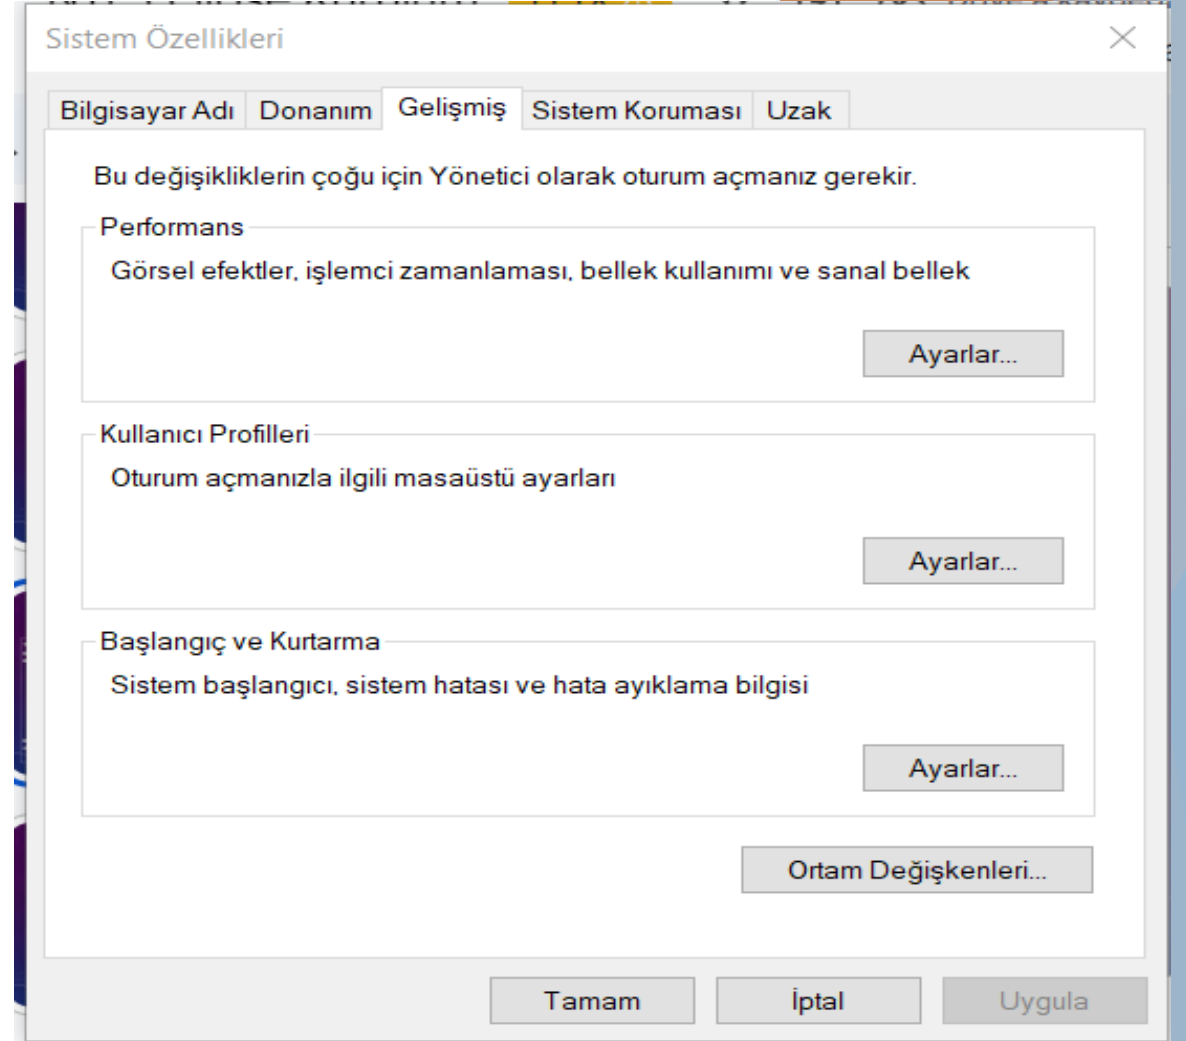 Sistem Özellikleri
Bilgisayar Adı Donanım Gelişmiş Sistem Koruması Uzak
Bu değişikliklerin çoğu için Yönetici olarak oturum açmanız gerekir.
Performans
Görsel efektler, işlemci zamanlaması, bellek kullanımı ve sanal bellek
Ayarlar...
Kullanıcı Profilleri
Oturum açmanızla ilgili masaüstü ayarları
Ayarlar...
Başlangıç ve Kurtarma
Sistem başlangıcı, sistem hatası ve hata ayıklama bilgisi
Ayarlar...
Ortam Değişkenleri...
Tamam İptal Uygula